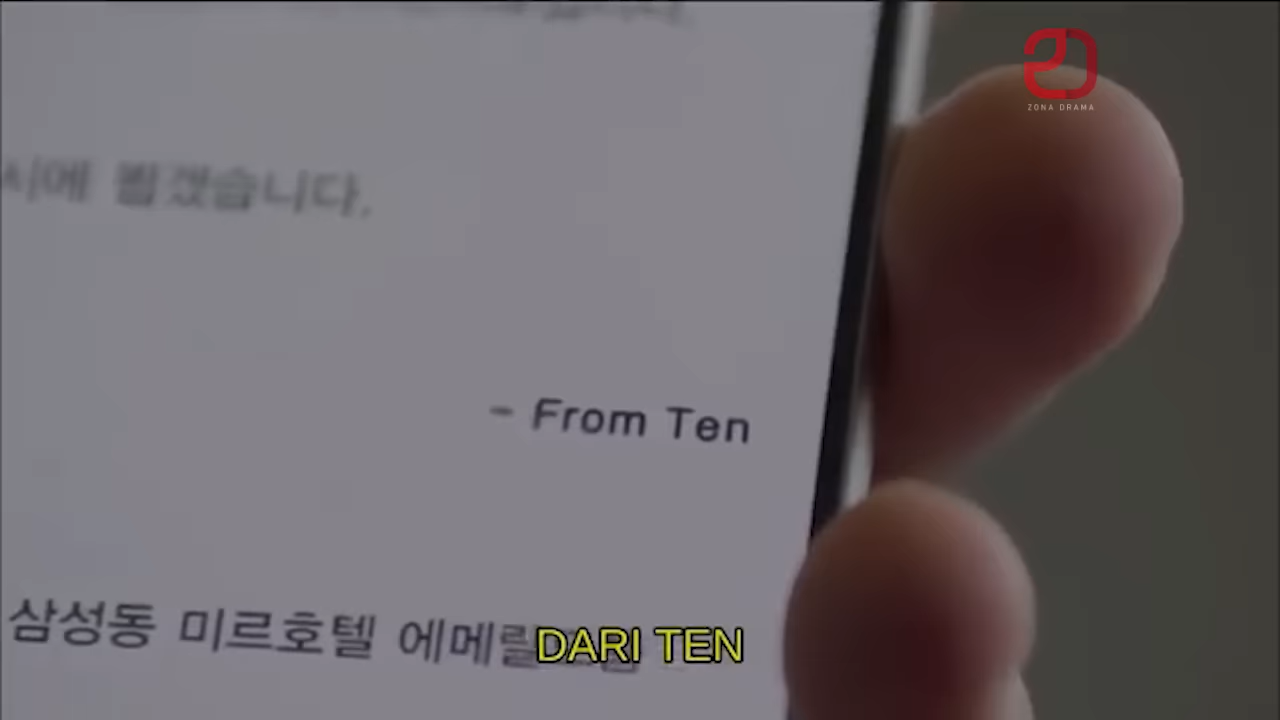 ZONA DRAMA
시에 뵙겠습니다.
- From Ten
삼성동 미르호텔 에메랄
DARI TEN